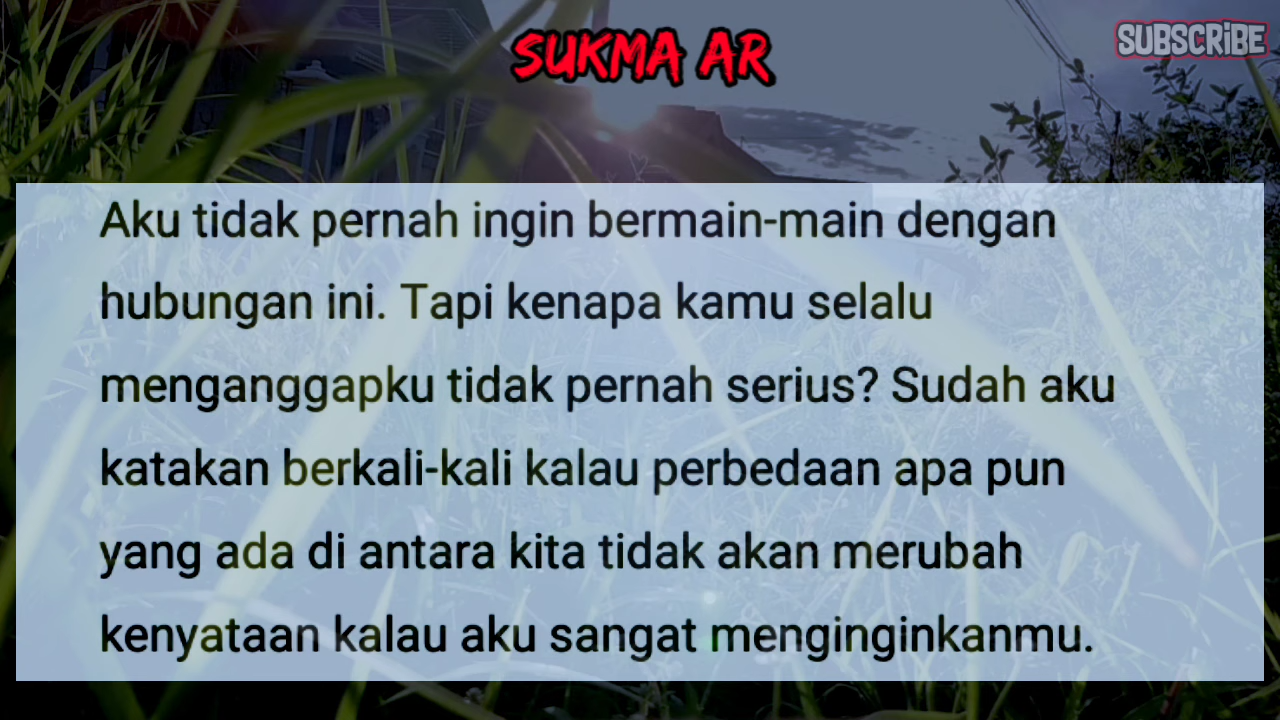 SUKMA AR
SUBSCRIBE
Aku tidak pernah ingin bermain-main dengan
hubungan ini. Tapi kenapa kamu selalu
menganggapku tidak pernah serius? Sudah aku
katakan berkali-kali kalau perbedaan apa pun
yang ada di antara kita tidak akan merubah
kenyataan kalau aku sangat menginginkanmu.